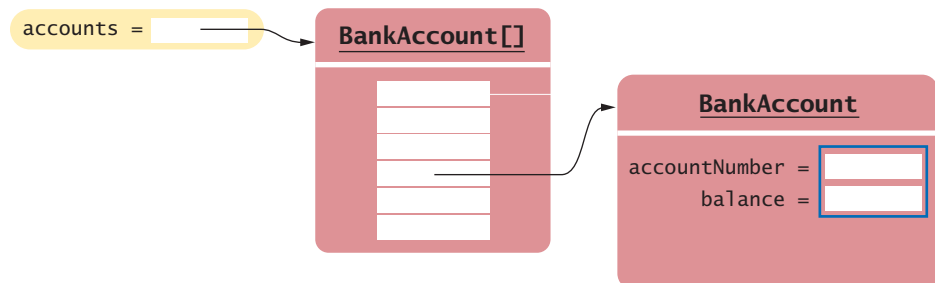 accounts =
BankAccount[]
BankAccount
accountNumber =
balance =